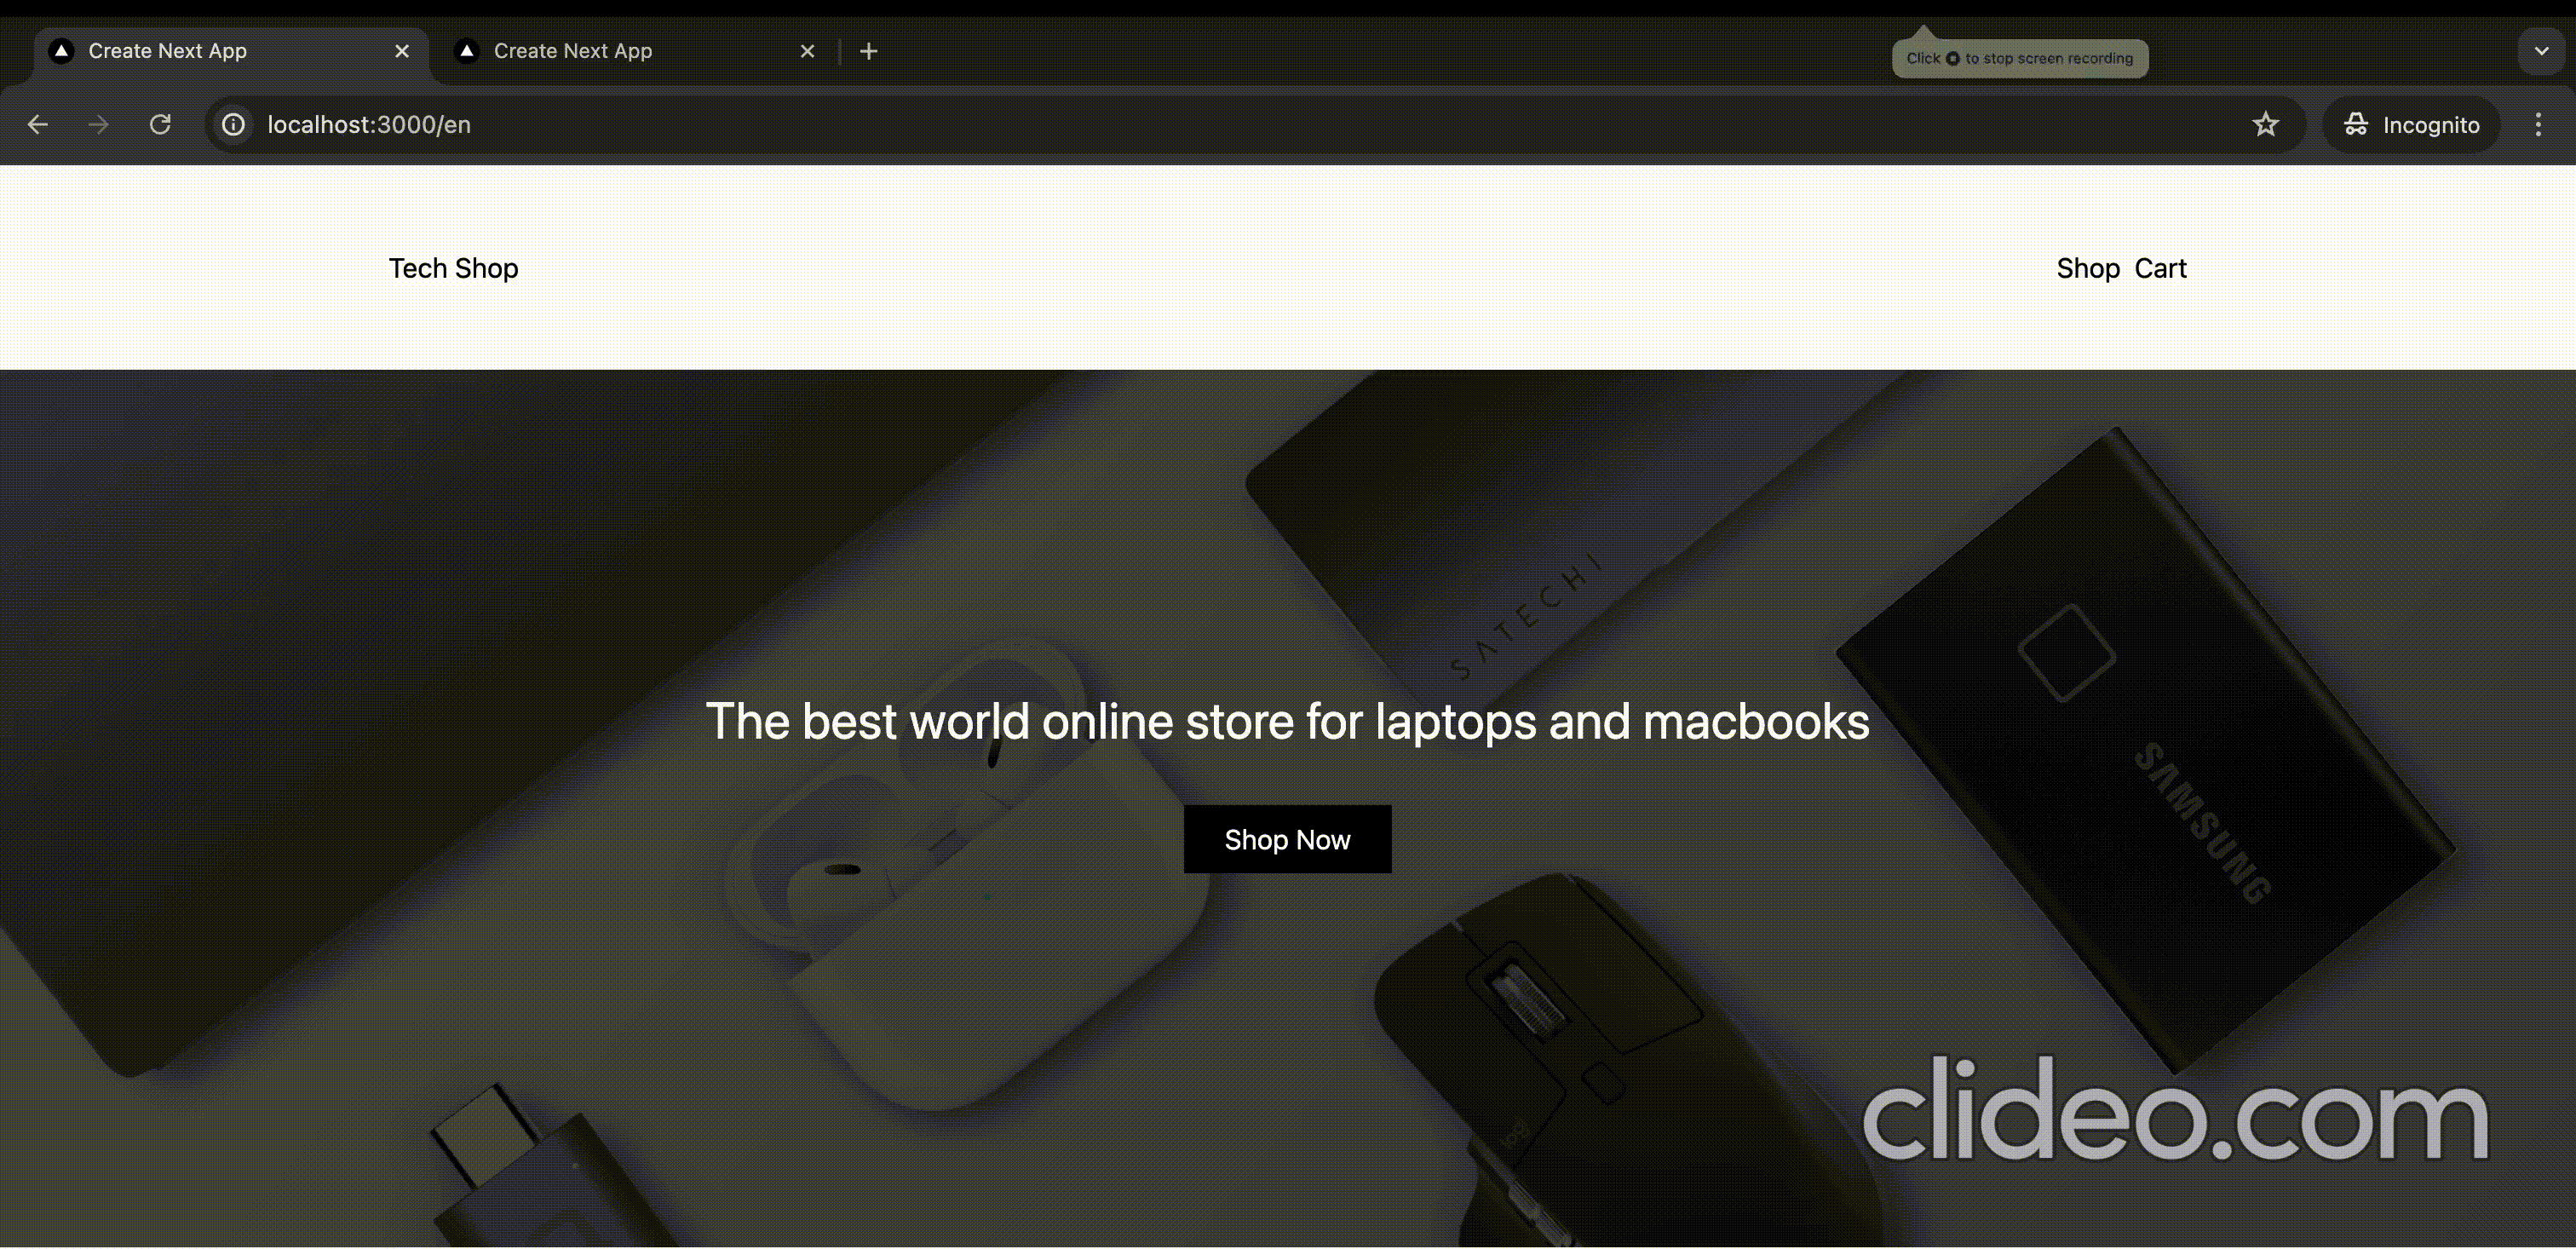 Create Next App
Create Next App
Click to stop screen recording
localhost:3000/en
Incognito
Tech Shop
Shop Cart
SATECHI
The best world online store for laptops and macbooks
SAMSUNG
Shop Now
logi
clideo.com